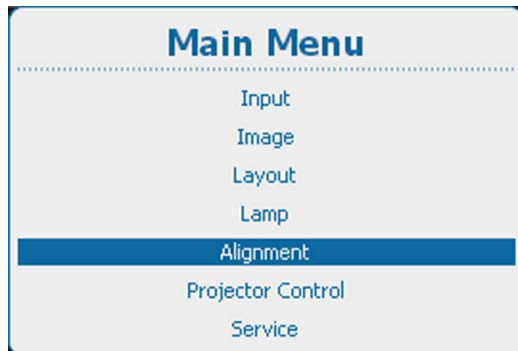 Main Menu
Input
Image
Layout
Lamp
Alignment
Projector Control
Service